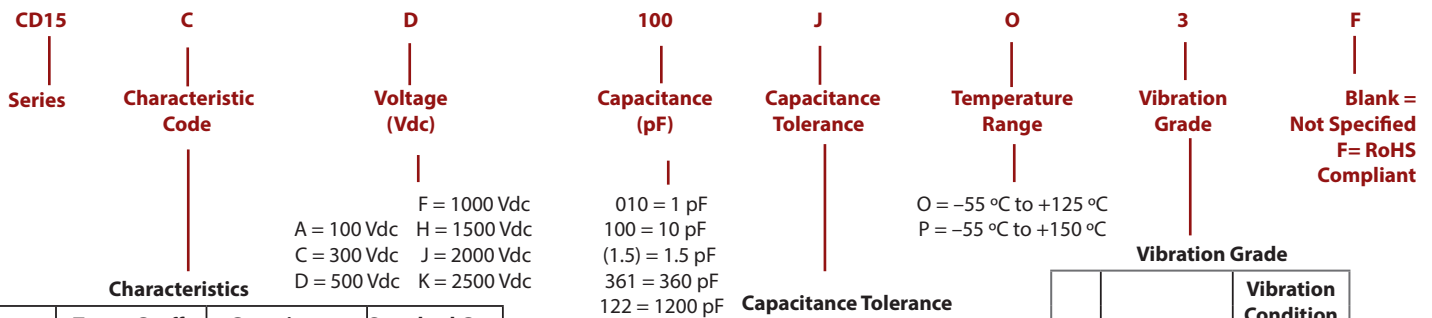 CD15 C D 100 J O 3 F
Series Characteristic Voltage Capacitance Capacitance Temperature Vibration Blank =
Code (Vdc) (pF) Tolerance Range Grade Not Specified
F= RoHS
Compliant
F = 1000 Vdc 010 = 1 pF O = –55 ºC to +125 ºC
A = 100 Vdc H = 1500 Vdc 100 = 10 pF P = –55 ºC to +150 ºC
C = 300 Vdc J = 2000 Vdc (1.5) = 1.5 pF Vibration Grade
Characteristics D = 500 Vdc K = 2500 Vdc 361 = 360 pF Vibration
122 = 1200 pF Capacitance Tolerance Condition